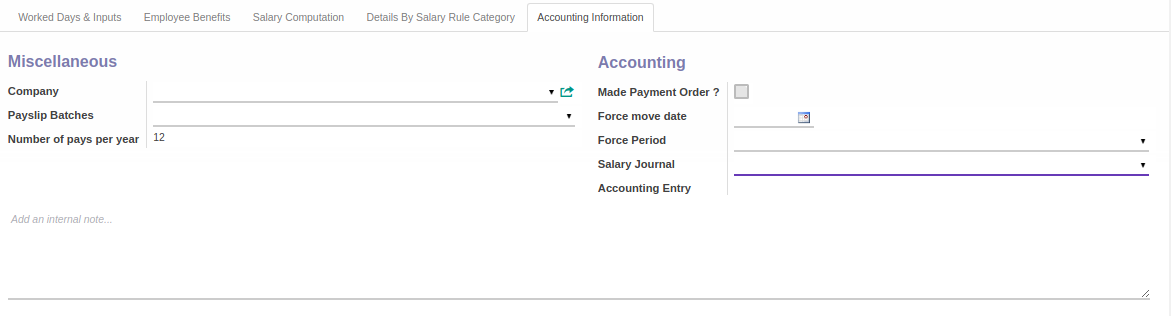 Worked Days & Inputs Employee Benefits Salary Computation Details By Salary Rule Category Accounting Information
Miscellaneous
Company
Payslip Batches
Number of pays per year 12
Accounting
Made Payment Order ?
Force move date
Force Period
Salary Journal
Accounting Entry
Add an internal note...